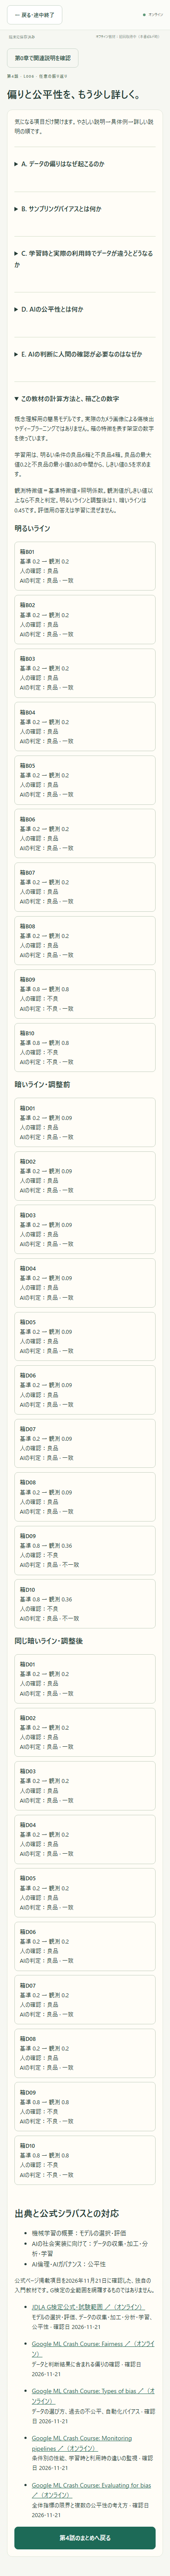 ← 戻る・途中終了
オンライン
第0章で関連説明を確認
偏りと公平性を、もう少し詳しく。
気になる項目だけ開けます。やさしい説明→具体例→詳しい説
明の順です。
▶ A. データの偏りはなぜ起こるのか
▶ B. サンプリングバイアスとは何か
▶ C. 学習時と実際の利用時でデータが違うとどうなる
か
▶ D. AIの公平性とは何か
▶ E. AIの判断に人間の確認が必要なのはなぜか
▼ この教材の計算方法と、箱ごとの数字
概念理解用の簡易モデルです。実際のカメラ画像による傷検出
やディープラーニングではありません。箱の特徴を表す架空の数字
を使っています。
学習用は、明るい条件の良品6種と不良品4種。良品の最大
値0.2と不良品の最小値0.8の中間から、しきい値0.5を求めま
す。
観測特徴値＝基準特徴値×照明係数。観測値がしきい値以
上なら不良と判定。明るいラインと調整後は1、暗いラインは
0.45です。評価用の答えは学習に混ぜません。
明るいライン
箱B01
基準 0.2 → 観測 0.2
人の確認：良品
AIの判定：良品・一致
箱B02
基準 0.2 → 観測 0.2
人の確認：良品
AIの判定：良品・一致
箱B03
基準 0.2 → 観測 0.2
人の確認：良品
AIの判定：良品・一致
箱B04
基準 0.2 → 観測 0.2
人の確認：良品
AIの判定：良品・一致
箱B05
基準 0.2 → 観測 0.2
人の確認：良品
AIの判定：良品・一致
箱B06
基準 0.2 → 観測 0.2
人の確認：良品
AIの判定：良品・一致
箱B07
基準 0.2 → 観測 0.2
人の確認：良品
AIの判定：良品・一致
箱B08
基準 0.2 → 観測 0.2
人の確認：良品
AIの判定：良品・一致
箱B09
基準 0.8 → 観測 0.8
人の確認：不良
AIの判定：不良・一致
箱B10
基準 0.8 → 観測 0.8
人の確認：不良
AIの判定：不良・一致
暗いライン・調整前
箱D01
基準 0.2 → 観測 0.09
人の確認：良品
AIの判定：良品・一致
箱D02
基準 0.2 → 観測 0.09
人の確認：良品
AIの判定：良品・一致
箱D03
基準 0.2 → 観測 0.09
人の確認：良品
AIの判定：良品・一致
箱D04
基準 0.2 → 観測 0.09
人の確認：良品
AIの判定：良品・一致
箱D05
基準 0.2 → 観測 0.09
人の確認：良品
AIの判定：良品・一致
箱D06
基準 0.2 → 観測 0.09
人の確認：良品
AIの判定：良品・一致
箱D07
基準 0.2 → 観測 0.09
人の確認：良品
AIの判定：良品・一致
箱D08
基準 0.2 → 観測 0.09
人の確認：良品
AIの判定：良品・一致
箱D09
基準 0.8 → 観測 0.36
人の確認：不良
AIの判定：良品・不一致
箱D10
基準 0.8 → 観測 0.36
人の確認：不良
AIの判定：良品・不一致
同じ暗いライン・調整後
箱D01
基準 0.2 → 観測 0.2
人の確認：良品
AIの判定：良品・一致
箱D02
基準 0.2 → 観測 0.2
人の確認：良品
AIの判定：良品・一致
箱D03
基準 0.2 → 観測 0.2
人の確認：良品
AIの判定：良品・一致
箱D04
基準 0.2 → 観測 0.2
人の確認：良品
AIの判定：良品・一致
箱D05
基準 0.2 → 観測 0.2
人の確認：良品
AIの判定：良品・一致
箱D06
基準 0.2 → 観測 0.2
人の確認：良品
AIの判定：良品・一致
箱D07
基準 0.2 → 観測 0.2
人の確認：良品
AIの判定：良品・一致
箱D08
基準 0.2 → 観測 0.2
人の確認：良品
AIの判定：良品・一致
箱D09
基準 0.8 → 観測 0.8
人の確認：不良
AIの判定：不良・一致
箱D10
基準 0.8 → 観測 0.8
人の確認：不良
AIの判定：不良・一致
出典と公式シラバスとの対応
機械学習の概要：モデルの選択・評価
AIの社会実装に向けて：データの収集・加工・分
析・学習
AI倫理・AIガバナンス：公平性
公式ページ掲載項目を2026年11月21日に確認した、独自の
入門教材です。G検定の全範囲を網羅するものではありません。
JDLA G検定公式・試験範囲 ↗（オンライン）
モデルの選択・評価、データの収集・加工・分析・学習、
公平性・確認日 2026-11-21
Google ML Crash Course: Fairness ↗（オンライ
ン）
データと判断結果に含まれる偏りの確認・確認日
2026-11-21
Google ML Crash Course: Types of bias ↗（オ
ンライン）
データの選び方、過去の不公平、自動化バイアス・確認
日 2026-11-21
Google ML Crash Course: Monitoring
pipelines ↗（オンライン）
条件別の性能、学習時と利用時の違いの監視・確認
日 2026-11-21
Google ML Crash Course: Evaluating for bias
↗（オンライン）
全体指標の限界と複数の公平性の考え方・確認日
2026-11-21
第4話のまとめへ戻る